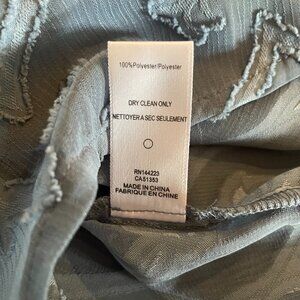 100%Polyester/Polyester
DRY CLEAN ONLY
NETTOYER A SEC SEULEMENT
RN144223
CA51353
MADE IN CHINA
FABRIQUE EN CHINE